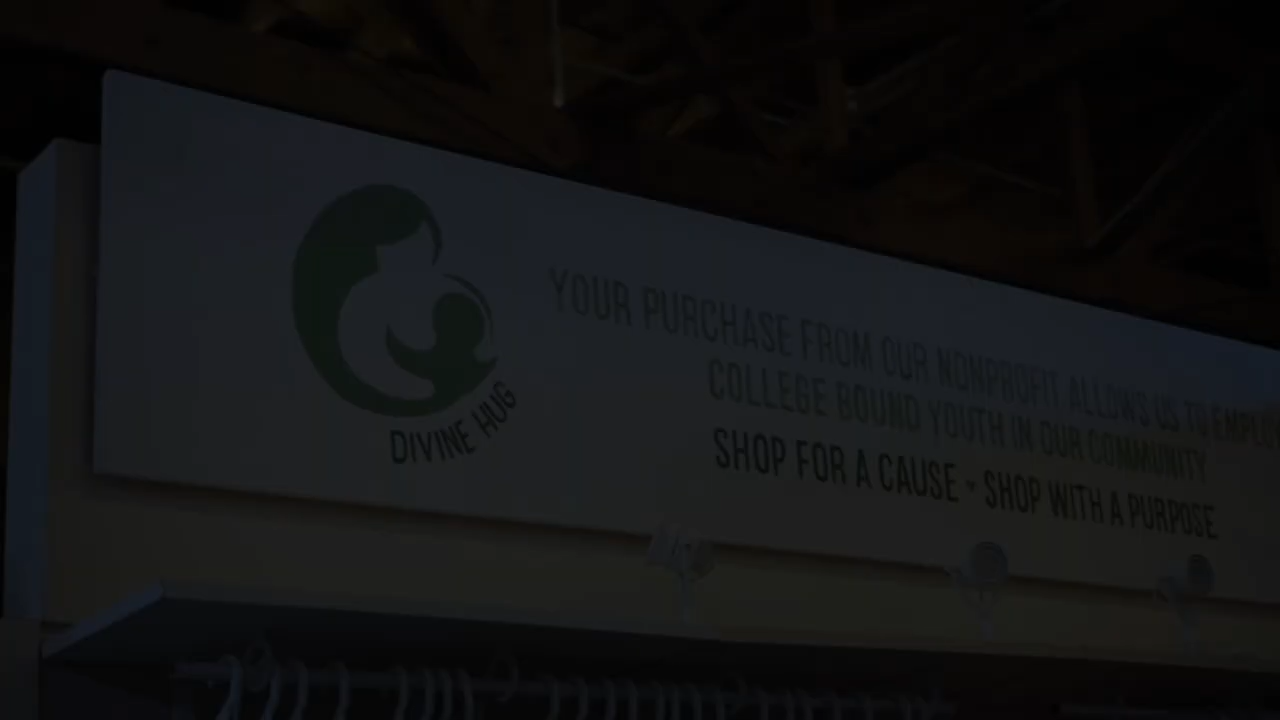 DIVINE HUG
YOUR PURCHASE FROM OUR NONPROFIT ALLOWS US TO
COLLEGE BOUND YOUTH IN OUR COMMUNITY
SHOP FOR A CAUSE - SHOP WITH A PURPOSE